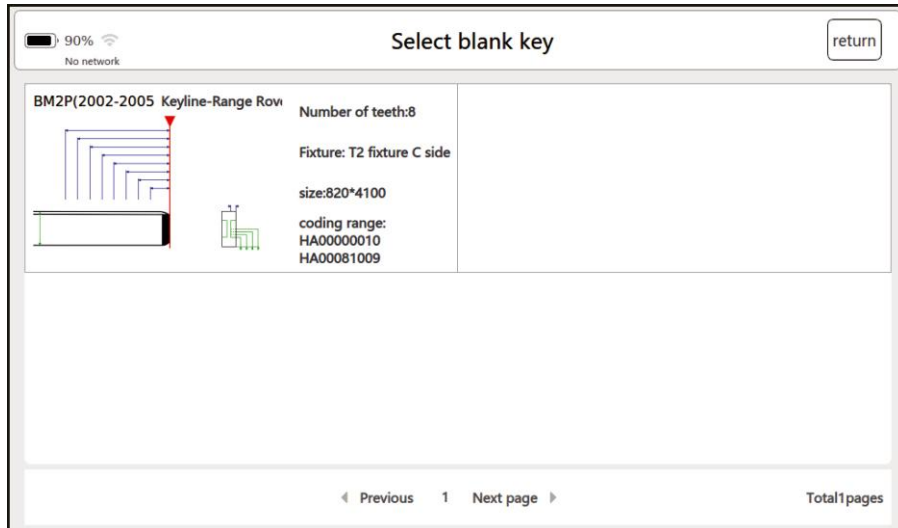 90%
No network
Select blank key
return
BM2P(2002-2005 Keyline-Range Rov
Number of teeth:8
Fixture: T2 fixture C side
size:820*4100
coding range:
HA00000010
HA00081009
Previous 1 Next page
Total1pages